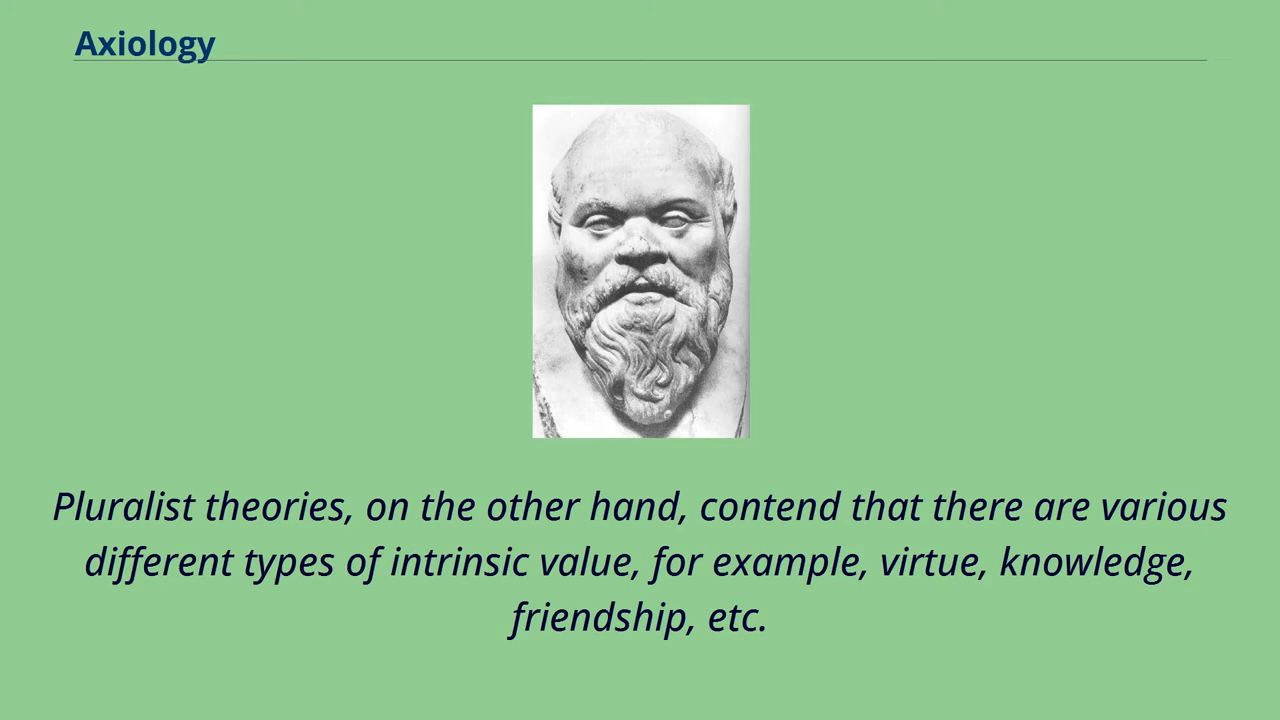 Axiology
Pluralist theories, on the other hand, contend that there are various
different types of intrinsic value, for example, virtue, knowledge,
friendship, etc.